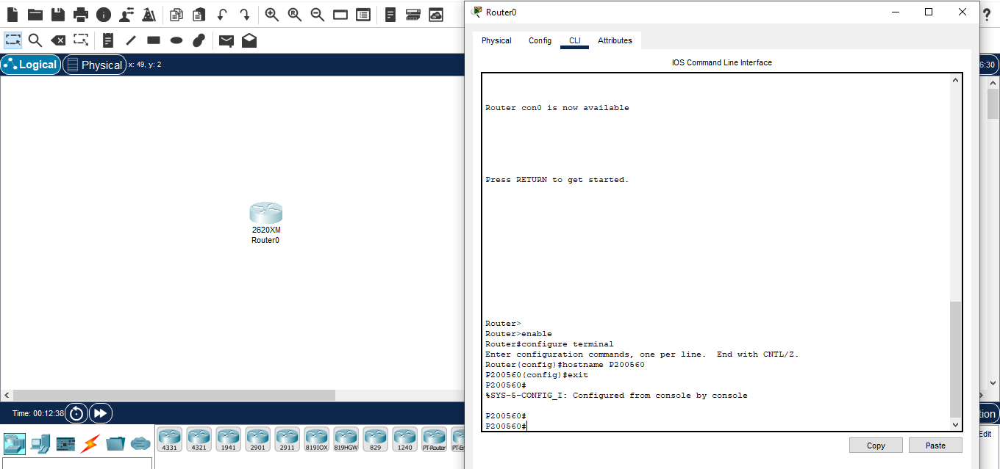 Router0
?
Physical
Config
CLI
Attributes
IOS Command Line Interface
Logical
Physical
x: 49, y: 2
6:30
Router con0 is now available
Press RETURN to get started.
2620XM
Router0
Router>
Router>enable
Router#configure terminal
Enter configuration commands, one per line.  End with CNTL/Z.
Router(config)#hostname P200560
P200560(config)#exit
P200560#
%SYS-5-CONFIG_I: Configured from console by console
P200560#
P200560#
Time: 00:12:38
tion
4331
4321
1941
2901
2911
819IOX
819HGW
829
1240
PT-Router
PT-Er
Edit
Copy
Paste